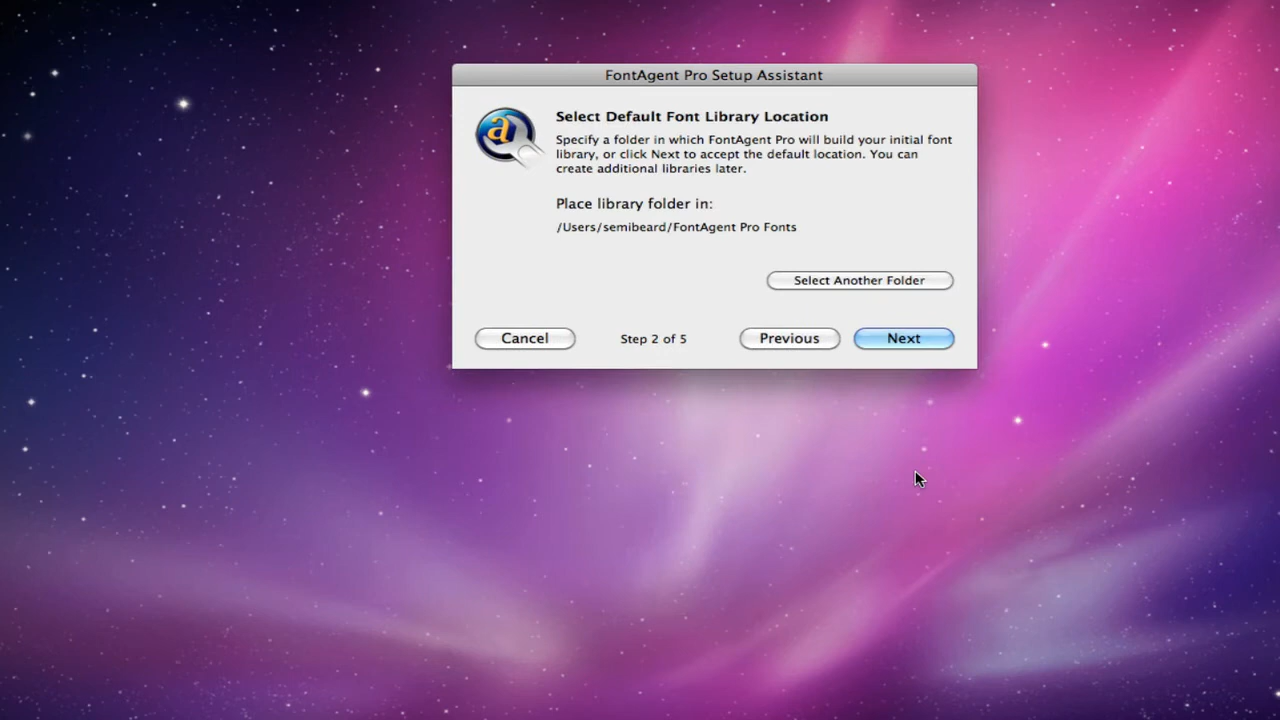 FontAgent Pro Setup Assistant
Select Default Font Library Location
Specify a folder in which FontAgent Pro will build your initial font
library, or click Next to accept the default location. You can
create additional libraries later.
Place library folder in:
/Users/semibeard/FontAgent Pro Fonts
Select Another Folder
Cancel Step 2 of 5 Previous Next